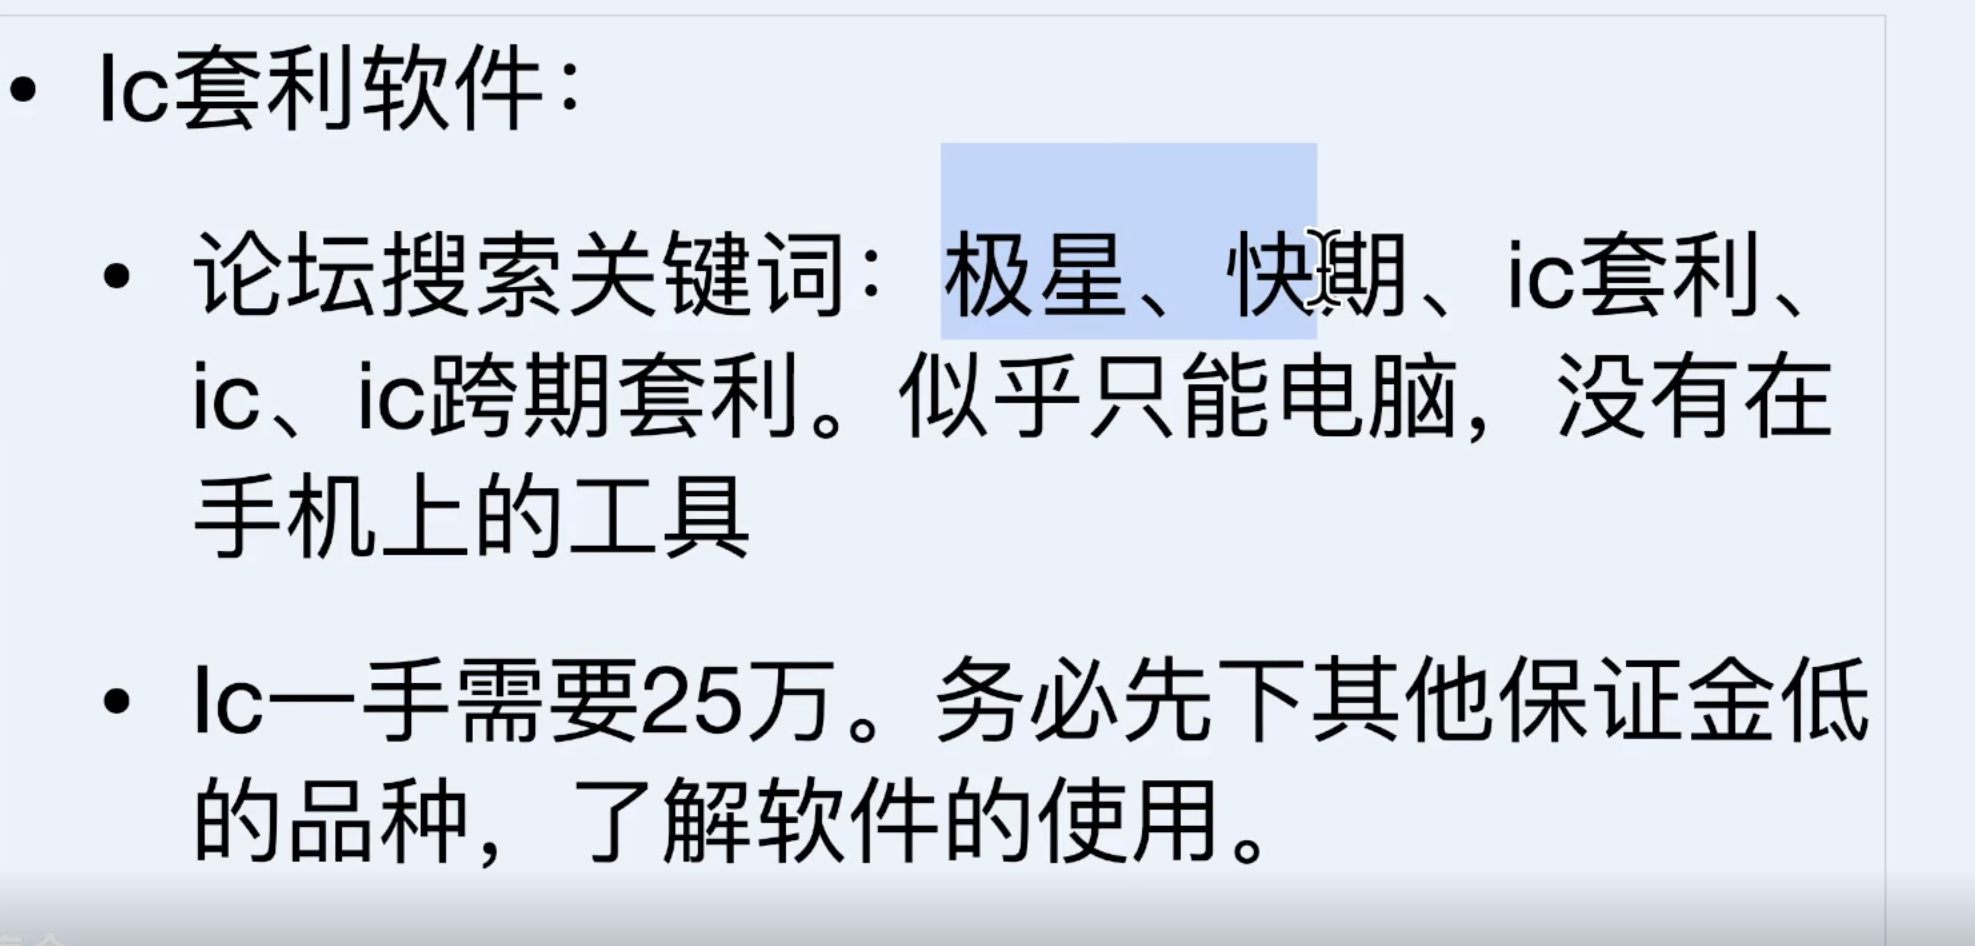 • Ic套利软件：
• 论坛搜索关键词：极星、快期、ic套利、
ic、ic跨期套利。似乎只能电脑，没有在
手机上的工具
• Ic一手需要25万。务必先下其他保证金低
的品种，了解软件的使用。